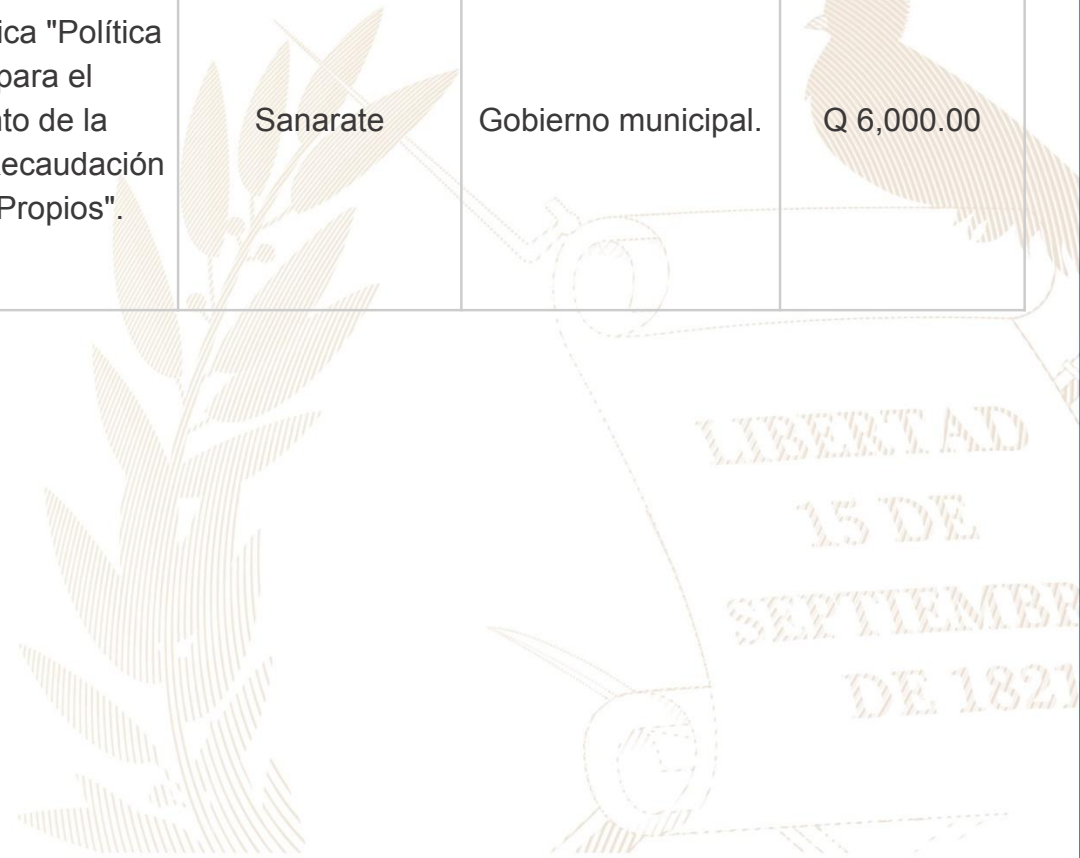 ica "Política
para el
nto de la
ecaudación
Propios".
Sanarate
Gobierno municipal.
Q 6,000.00
LIBERTAD
15 DE
SEPTIEMBR
DE 1821